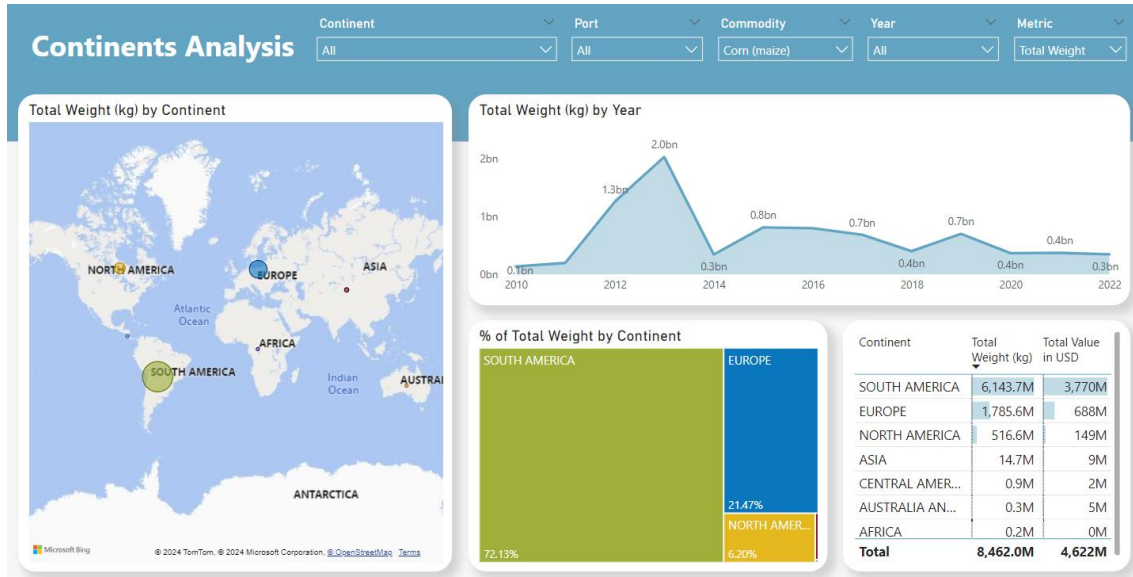 Continents Analysis
Continent
Port
Commodity
Year
Metric
All
All
Corn (maize)
All
Total Weight
Total Weight (kg) by Continent
NORTH AMERICA
EUROPE
ASIA
Atlantic
Ocean
AFRICA
SOUTH AMERICA
Indian
Ocean
AUSTRAL
ANTARCTICA
Microsoft Bing
© 2024 TomTom, © 2024 Microsoft Corporation, © OpenStreetMap Terms
Total Weight (kg) by Year
2bn
1bn
0bn
0.1bn
1.3bn
2.0bn
0.3bn
0.8bn
0.7bn
0.4bn
0.7bn
0.4bn
0.4bn
0.3bn
2010
2012
2014
2016
2018
2020
2022
% of Total Weight by Continent
SOUTH AMERICA
72.13%
EUROPE
21.47%
NORTH AMER...
6.20%
Continent Total Weight (kg) Total Value in USD
SOUTH AMERICA 6,143.7M 3,770M
EUROPE 1,785.6M 688M
NORTH AMERICA 516.6M 149M
ASIA 14.7M 9M
CENTRAL AMER... 0.9M 2M
AUSTRALIA AN... 0.3M 5M
AFRICA 0.2M 0M
Total 8,462.0M 4,622M